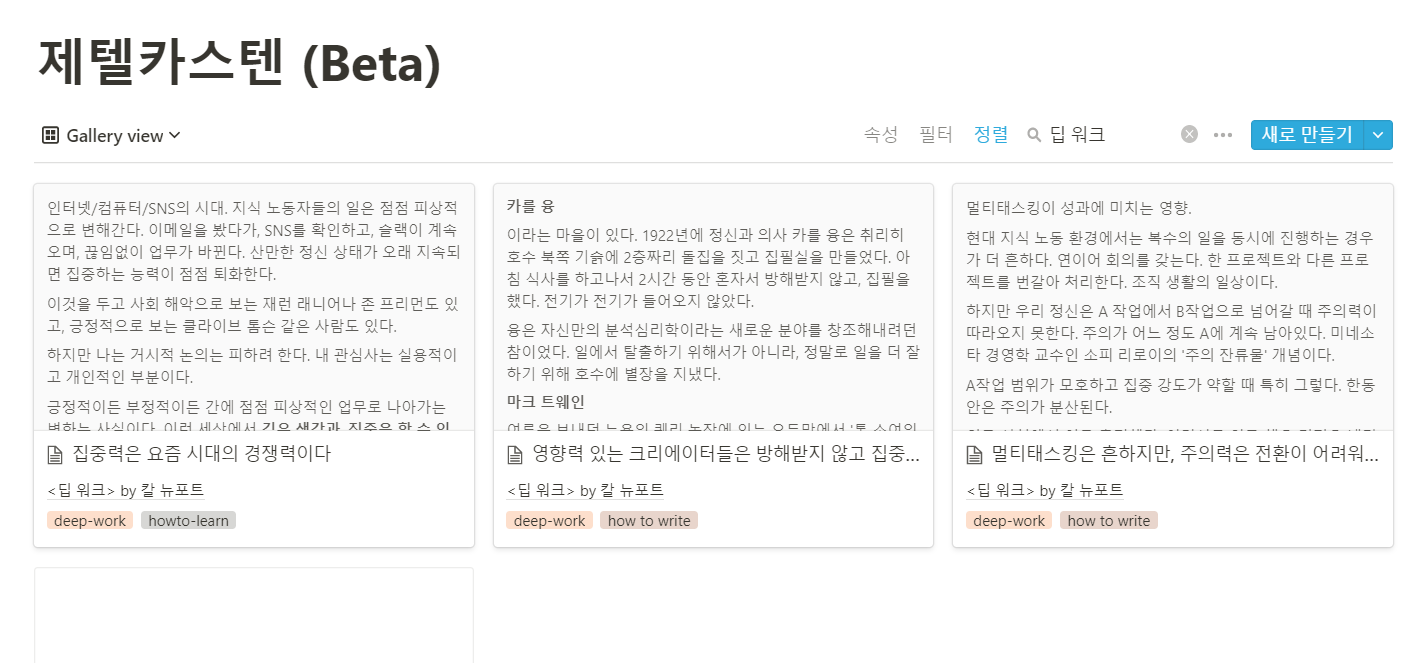 제텔카스텐 (Beta)
Gallery view
속성 필터 정렬 딥 워크 새로 만들기
인터넷/컴퓨터/SNS의 시대. 지식 노동자들의 일은 점점 피상적
으로 변해간다. 이메일을 봤다가, SNS를 확인하고, 슬랙이 계속
오며, 끊임없이 업무가 바뀐다. 산만한 정신 상태가 오래 지속되
면 집중하는 능력이 점점 퇴화한다.
이것을 두고 사회 해악으로 보는 재런 래니어나 존 프리먼도 있
고, 긍정적으로 보는 클라이브 톰슨 같은 사람도 있다.
하지만 나는 거시적 논의는 피하려 한다. 내 관심사는 실용적이
고 개인적인 부분이다.
긍정적이든 부정적이든 간에 점점 피상적인 업무로 나아가는
변화는 사실이다. 이런 세상에서 깊은 생각과, 집중을 할 수 있
집중력은 요즘 시대의 경쟁력이다
<딥 워크> by 칼 뉴포트
deep-work howto-learn
카를 융
이라는 마을이 있다. 1922년에 정신과 의사 카를 융은 취리히
호수 북쪽 기슭에 2층짜리 돌집을 짓고 집필실을 만들었다. 아
침 식사를 하고나서 2시간 동안 혼자서 방해받지 않고, 집필을
했다. 전기가 전기가 들어오지 않았다.
융은 자신만의 분석심리학이라는 새로운 분야를 창조해내려던
참이었다. 일에서 탈출하기 위해서가 아니라, 정말로 일을 더 잘
하기 위해 호수에 별장을 지냈다.
마크 트웨인
영향력 있는 크리에이터들은 방해받지 않고 집중...
<딥 워크> by 칼 뉴포트
deep-work how to write
멀티태스킹이 성과에 미치는 영향.
현대 지식 노동 환경에서는 복수의 일을 동시에 진행하는 경우
가 더 흔하다. 연이어 회의를 갖는다. 한 프로젝트와 다른 프로
젝트를 번갈아 처리한다. 조직 생활의 일상이다.
하지만 우리 정신은 A 작업에서 B작업으로 넘어갈 때 주의력이
따라오지 못한다. 주의가 어느 정도 A에 계속 남아있다. 미네소
타 경영학 교수인 소피 리로이의 '주의 잔류물' 개념이다.
A작업 범위가 모호하고 집중 강도가 약할 때 특히 그렇다. 한동
안은 주의가 분산된다.
멀티태스킹은 흔하지만, 주의력은 전환이 어려워...
<딥 워크> by 칼 뉴포트
deep-work how to write